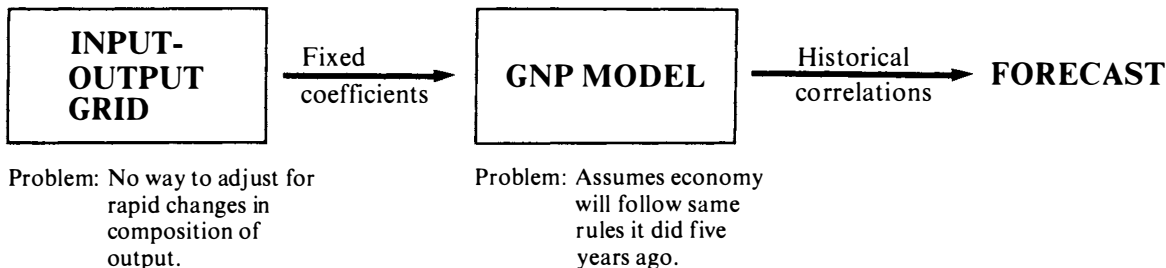 INPUT-
OUTPUT
GRID
Fixed
coefficients
GNP MODEL
Historical
correlations
FORECAST
Problem: No way to adjust for
rapid changes in
composition of
output.
Problem: Assumes economy
will follow same
rules it did five
years ago.